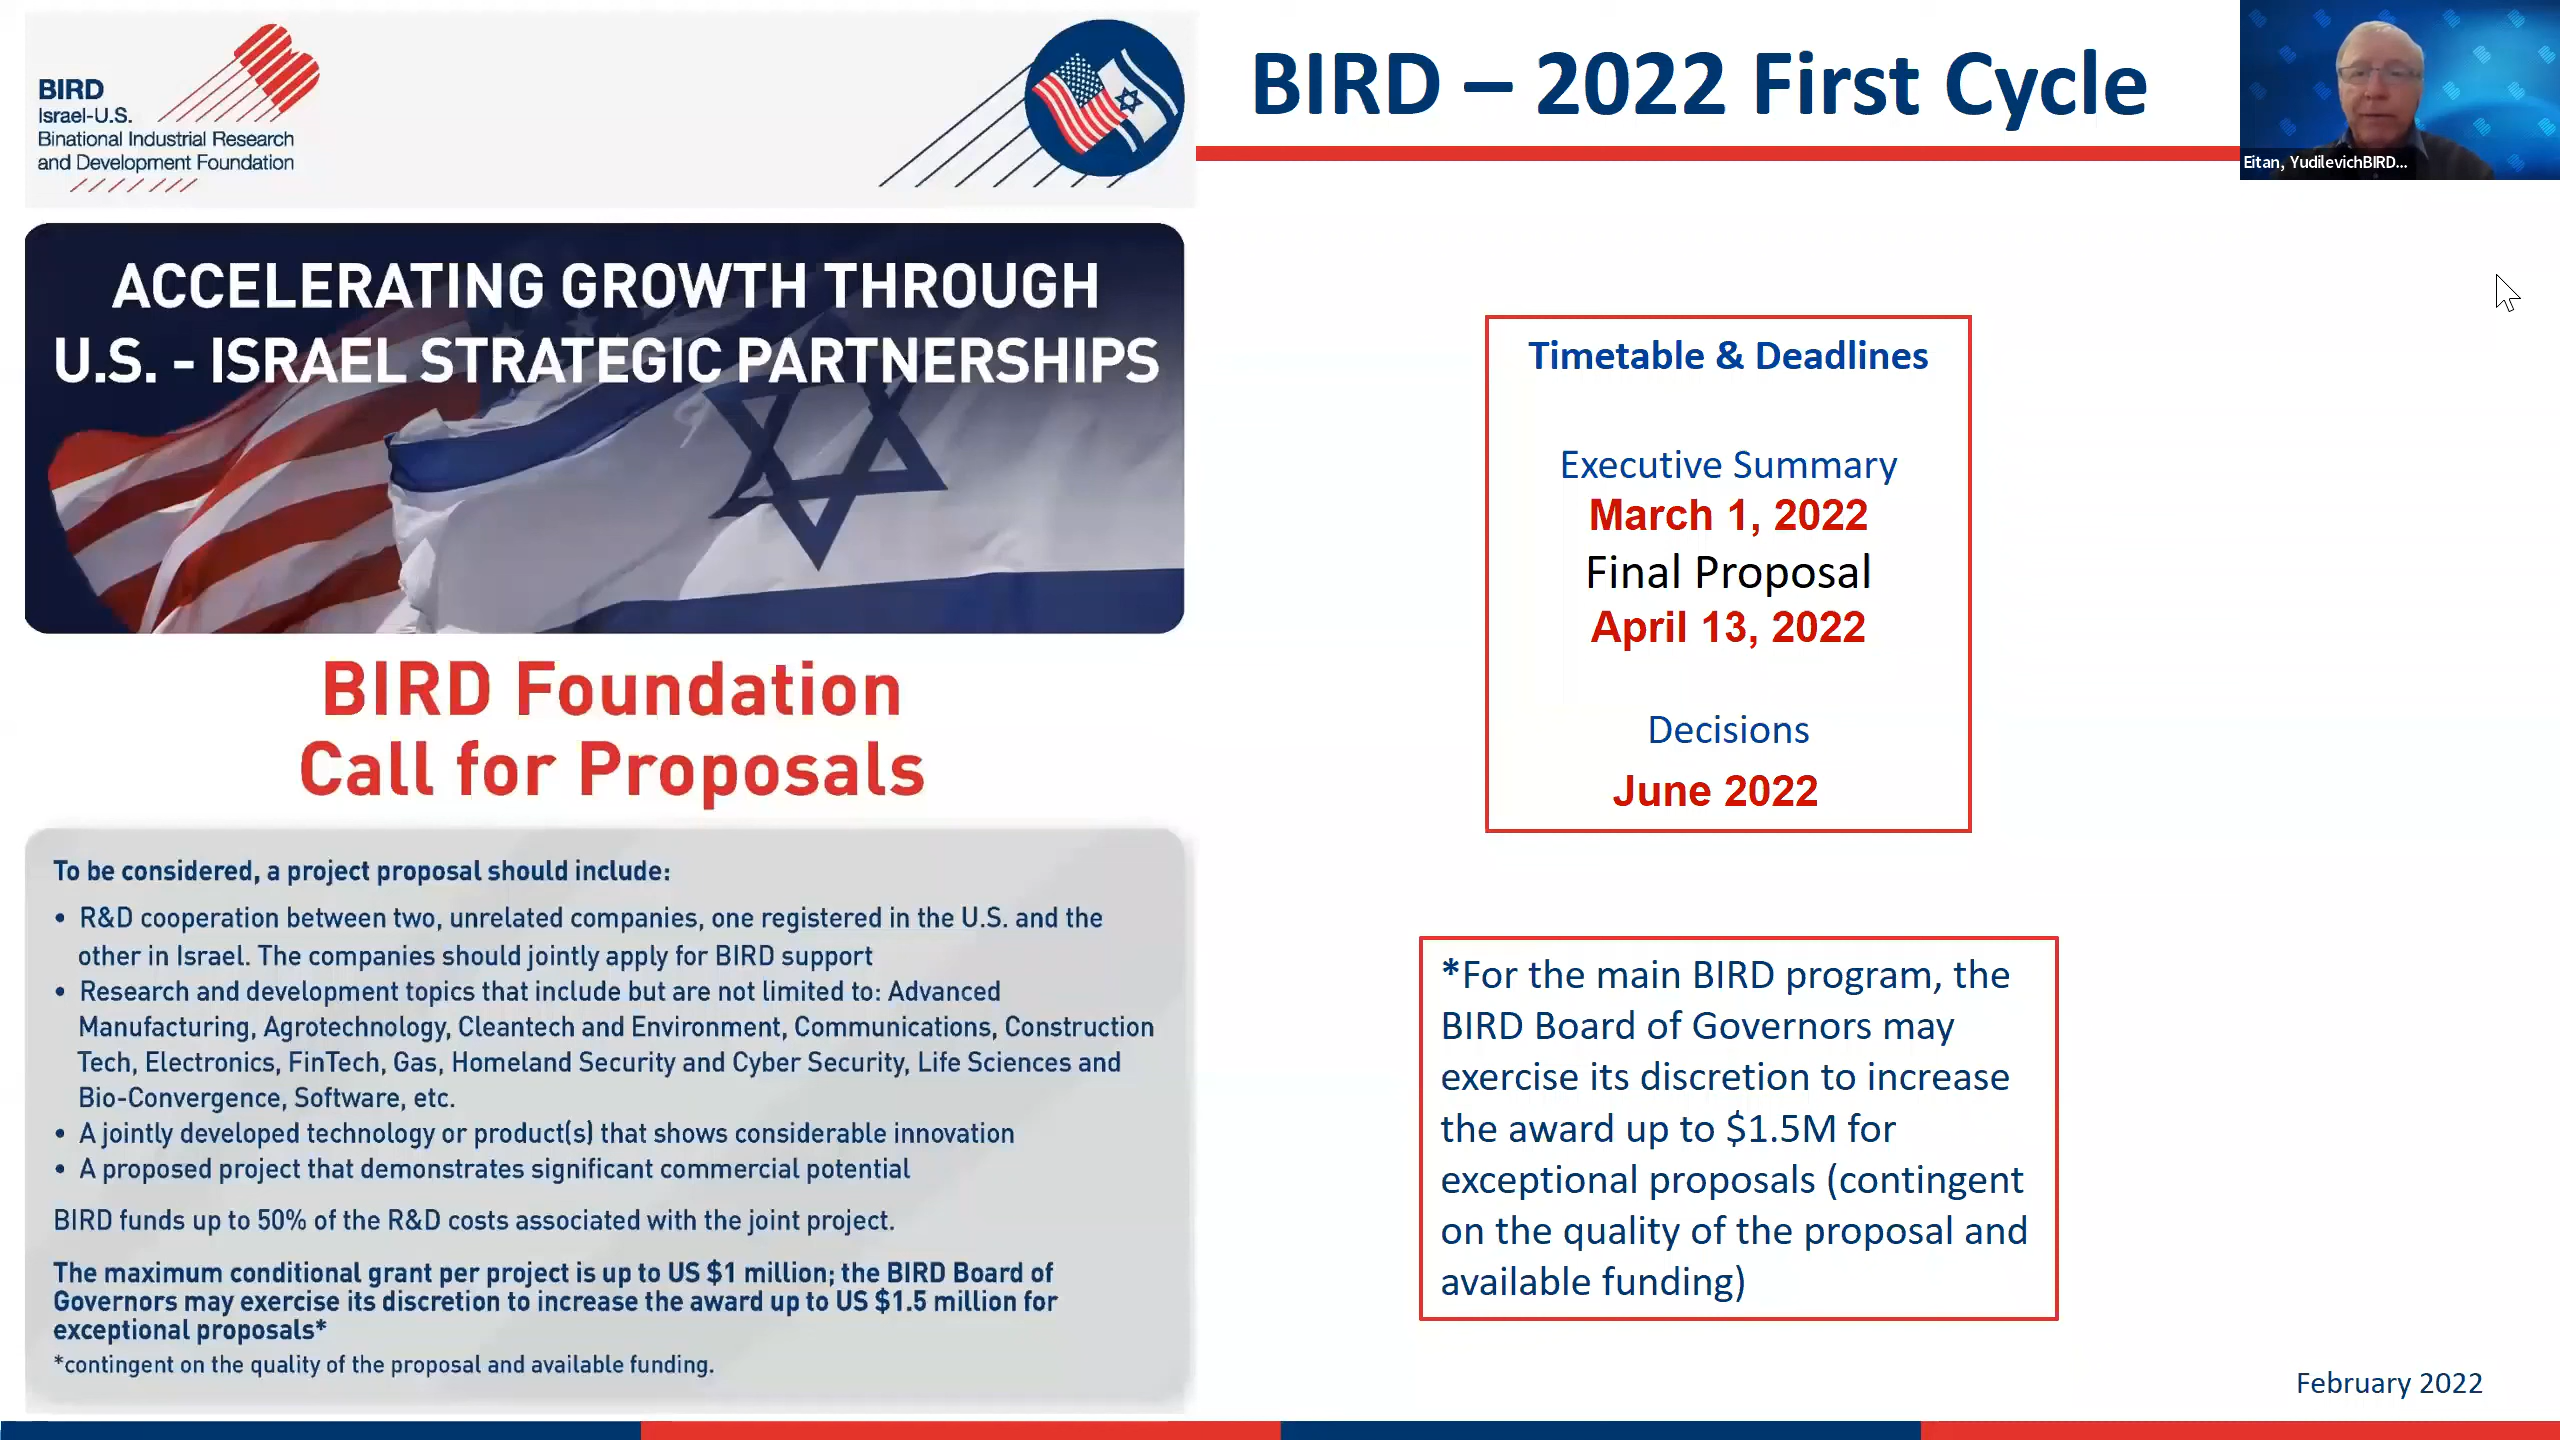 BIRD
Israel-U.S.
Binational Industrial Research
and Development Foundation
BIRD – 2022 First Cycle
Eitan, YudilevichBIRD...
ACCELERATING GROWTH THROUGH
U.S. - ISRAEL STRATEGIC PARTNERSHIPS
BIRD Foundation
Call for Proposals
To be considered, a project proposal should include:
• R&D cooperation between two, unrelated companies, one registered in the U.S. and the
other in Israel. The companies should jointly apply for BIRD support
• Research and development topics that include but are not limited to: Advanced
Manufacturing, Agrotechnology, Cleantech and Environment, Communications, Construction
Tech, Electronics, FinTech, Gas, Homeland Security and Cyber Security, Life Sciences and
Bio-Convergence, Software, etc.
• A jointly developed technology or product(s) that shows considerable innovation
• A proposed project that demonstrates significant commercial potential
BIRD funds up to 50% of the R&D costs associated with the joint project.
The maximum conditional grant per project is up to US $1 million; the BIRD Board of
Governors may exercise its discretion to increase the award up to US $1.5 million for
exceptional proposals*
*contingent on the quality of the proposal and available funding.
Timetable & Deadlines
Executive Summary
March 1, 2022
Final Proposal
April 13, 2022
Decisions
June 2022
*For the main BIRD program, the
BIRD Board of Governors may
exercise its discretion to increase
the award up to $1.5M for
exceptional proposals (contingent
on the quality of the proposal and
available funding)
February 2022